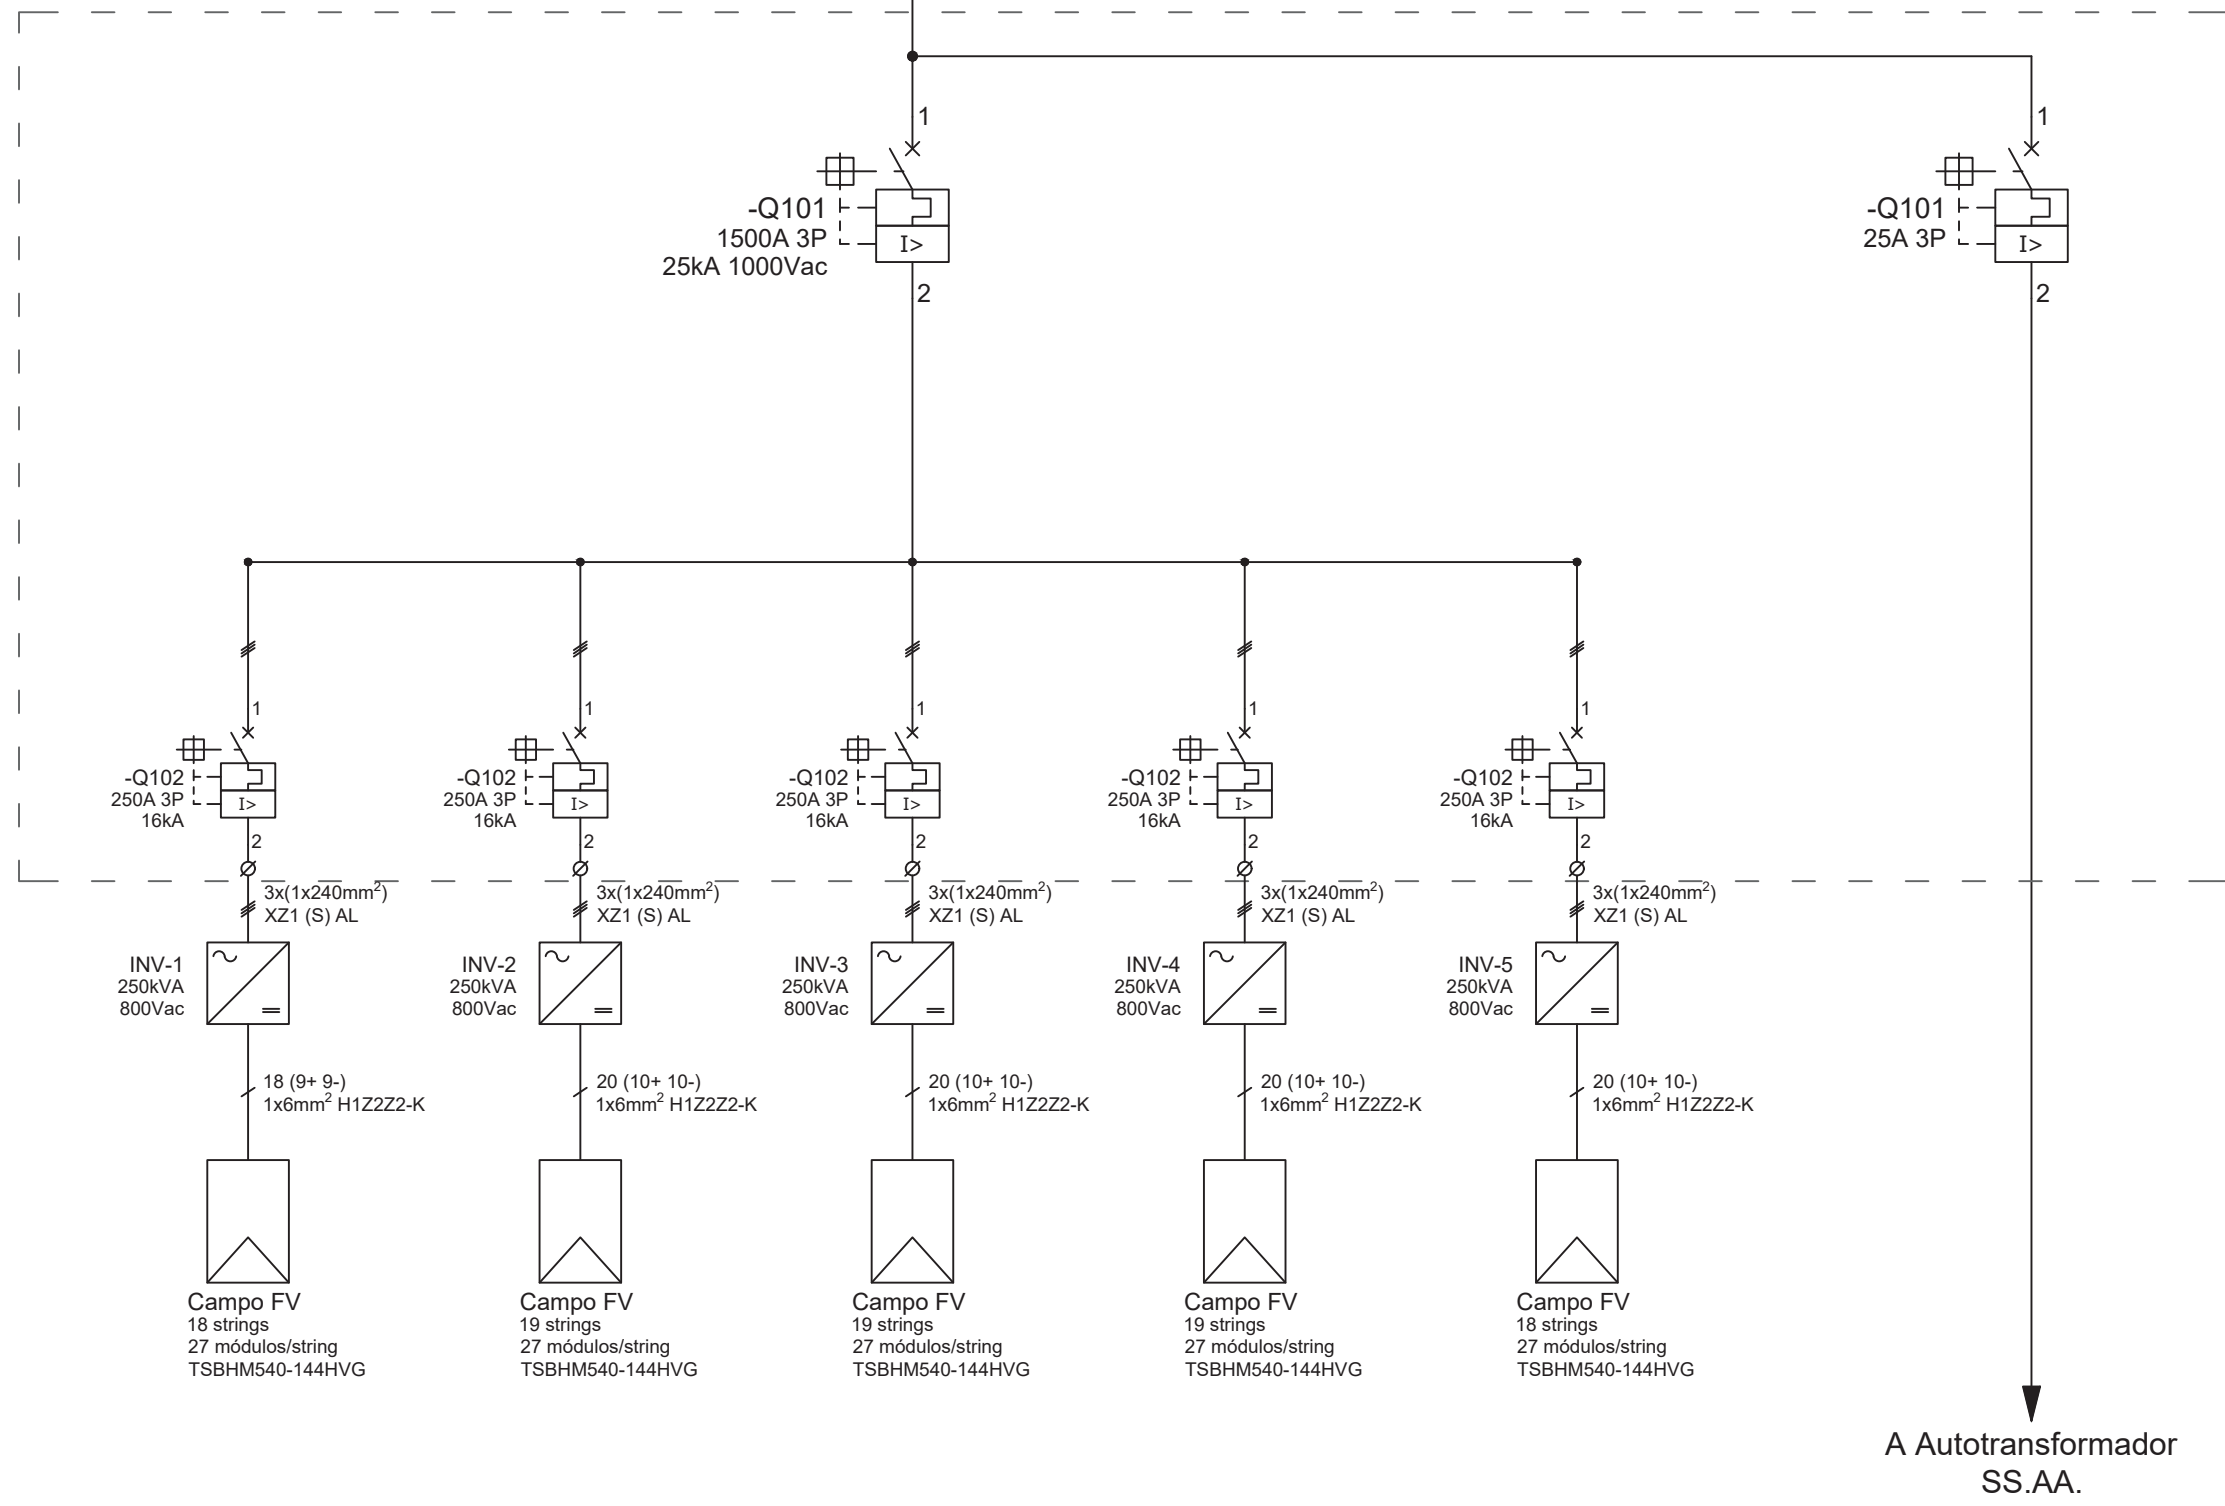 1
-Q101
1500A 3P
25kA 1000Vac
I>
2
1
-Q101
25A 3P
I>
2
1
-Q102
250A 3P
16kA
I>
2
1
-Q102
250A 3P
16kA
I>
2
1
-Q102
250A 3P
16kA
I>
2
1
-Q102
250A 3P
16kA
I>
2
1
-Q102
250A 3P
16kA
I>
2
3x(1x240mm²)
XZ1 (S) AL
3x(1x240mm²)
XZ1 (S) AL
3x(1x240mm²)
XZ1 (S) AL
3x(1x240mm²)
XZ1 (S) AL
3x(1x240mm²)
XZ1 (S) AL
INV-1
250kVA
800Vac
INV-2
250kVA
800Vac
INV-3
250kVA
800Vac
INV-4
250kVA
800Vac
INV-5
250kVA
800Vac
18 (9+ 9-)
1x6mm² H1Z2Z2-K
20 (10+ 10-)
1x6mm² H1Z2Z2-K
20 (10+ 10-)
1x6mm² H1Z2Z2-K
20 (10+ 10-)
1x6mm² H1Z2Z2-K
20 (10+ 10-)
1x6mm² H1Z2Z2-K
Campo FV
18 strings
27 módulos/string
TSBHM540-144HVG
Campo FV
19 strings
27 módulos/string
TSBHM540-144HVG
Campo FV
19 strings
27 módulos/string
TSBHM540-144HVG
Campo FV
19 strings
27 módulos/string
TSBHM540-144HVG
Campo FV
18 strings
27 módulos/string
TSBHM540-144HVG
A Autotransformador
SS.AA.